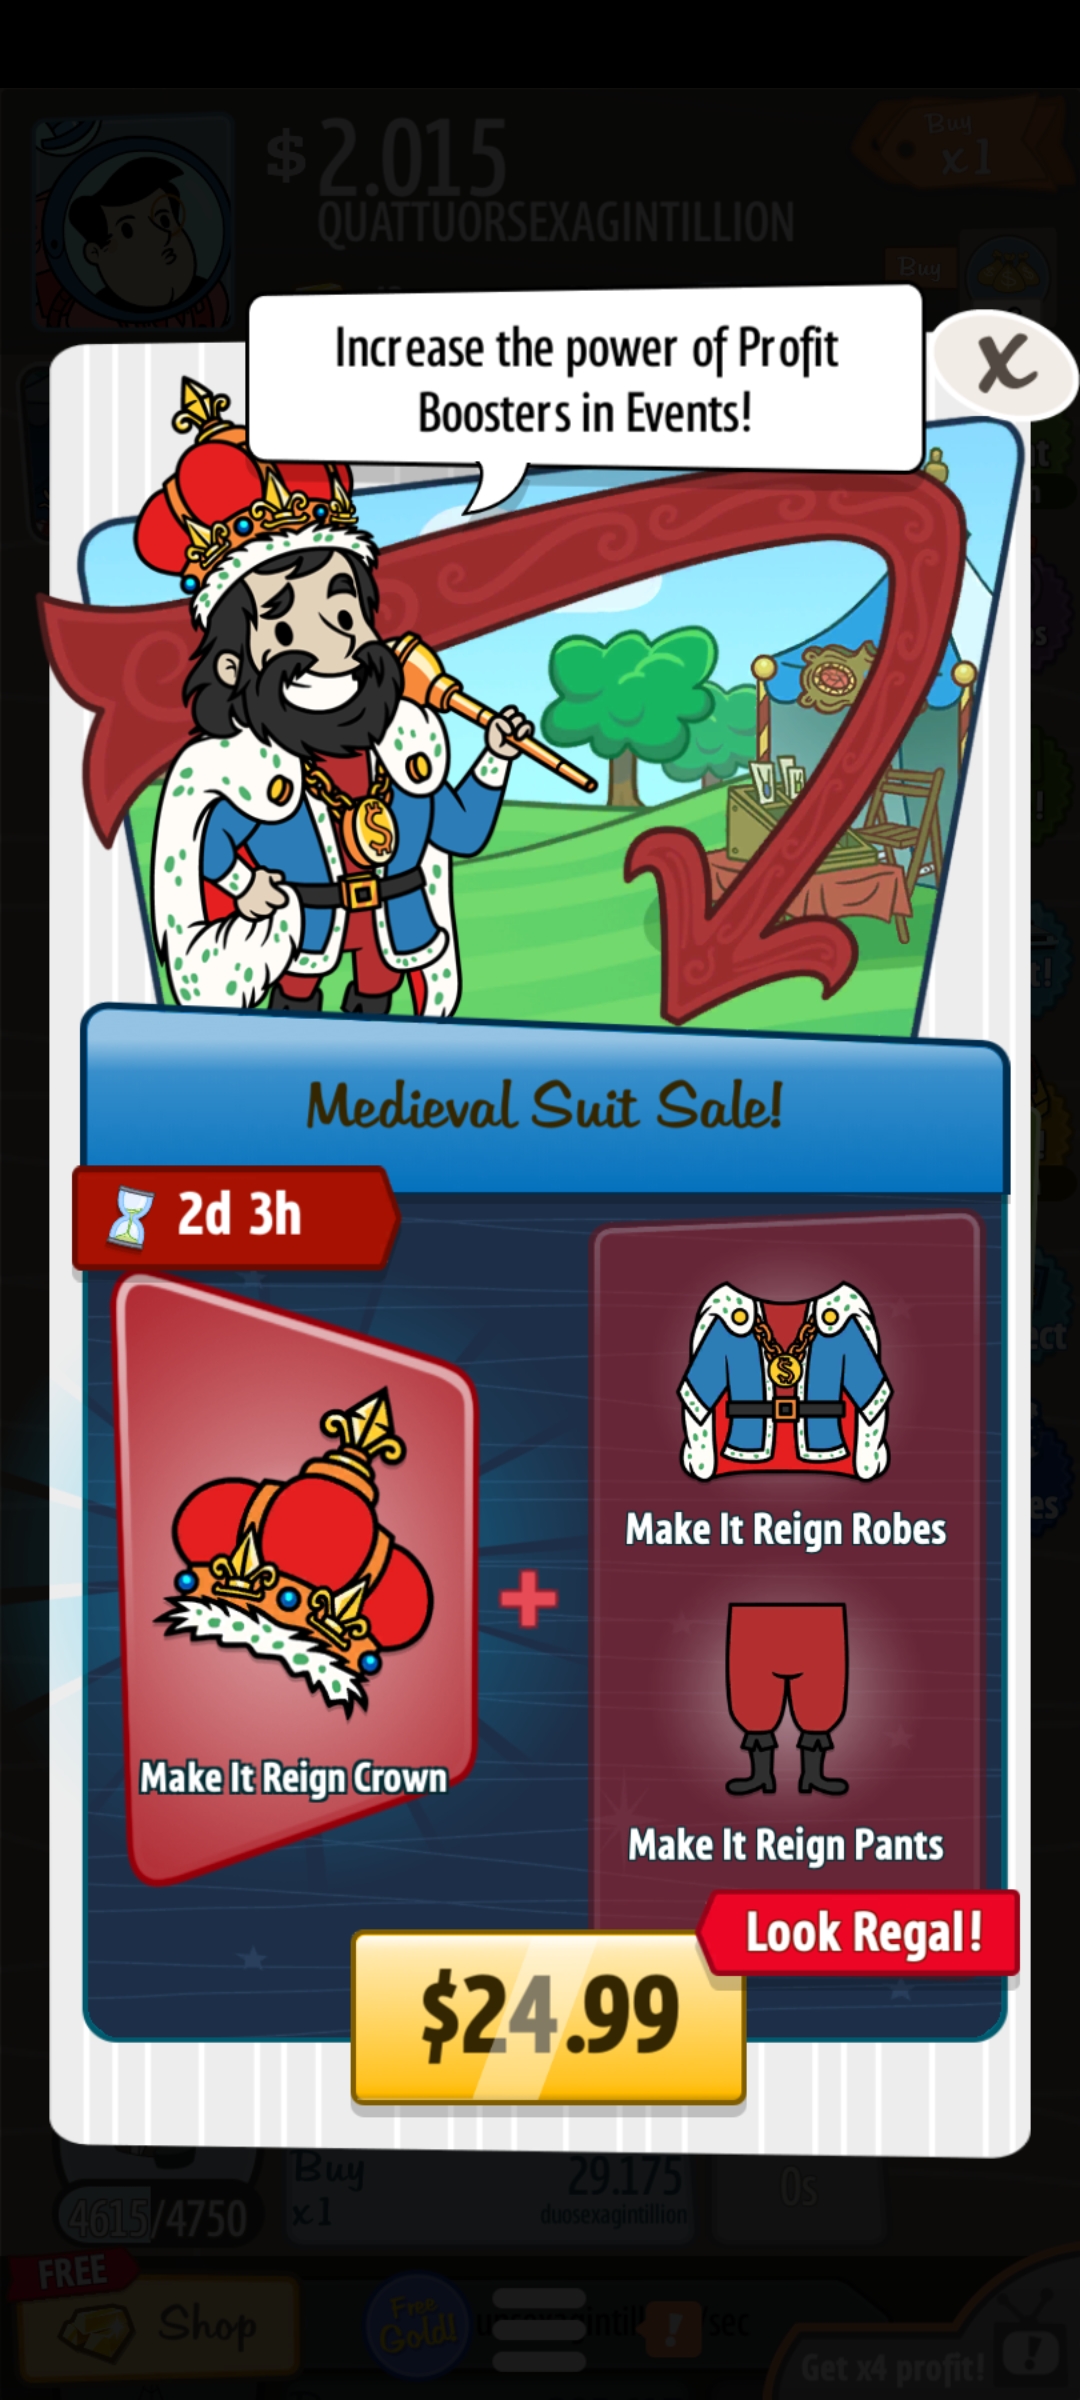 $2.015
QUATTUORSEXAGINTILLION
Buy
x1
Buy
Increase the power of Profit
Boosters in Events!
X
Medieval Suit Sale!
2d 3h
Make It Reign Robes
Make It Reign Crown
Make It Reign Pants
Look Regal!
$24.99
Buy
x1
29.175
duosexagintillion
0s
4615/4750
FREE
Shop
Free
Gold!
/sec
Get x4 profit!